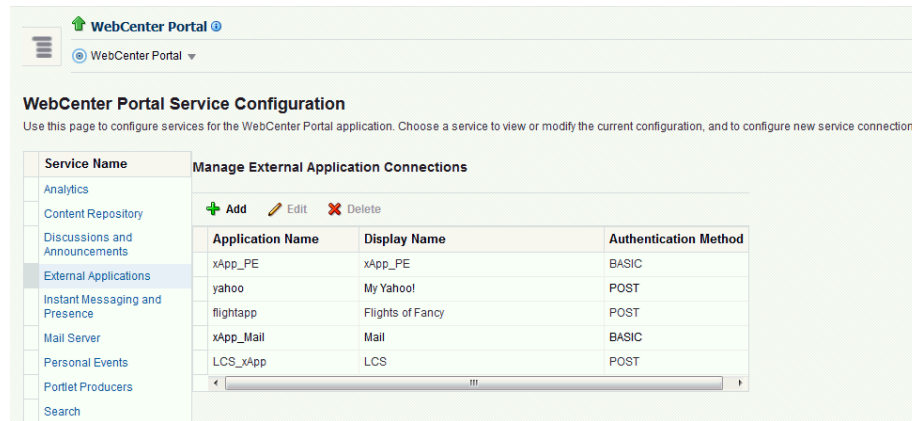 WebCenter Portal
WebCenter Portal
WebCenter Portal Service Configuration
Use this page to configure services for the WebCenter Portal application. Choose a service to view or modify the current configuration, and to configure new service connection
Service Name
Analytics
Content Repository
Discussions and
Announcements
External Applications
Instant Messaging and
Presence
Mail Server
Personal Events
Portlet Producers
Search
Manage External Application Connections
Add Edit Delete
Application Name Display Name Authentication Method
xApp_PE xApp_PE BASIC
yahoo My Yahoo! POST
flightapp Flights of Fancy POST
xApp_Mail Mail BASIC
LCS_xApp LCS POST